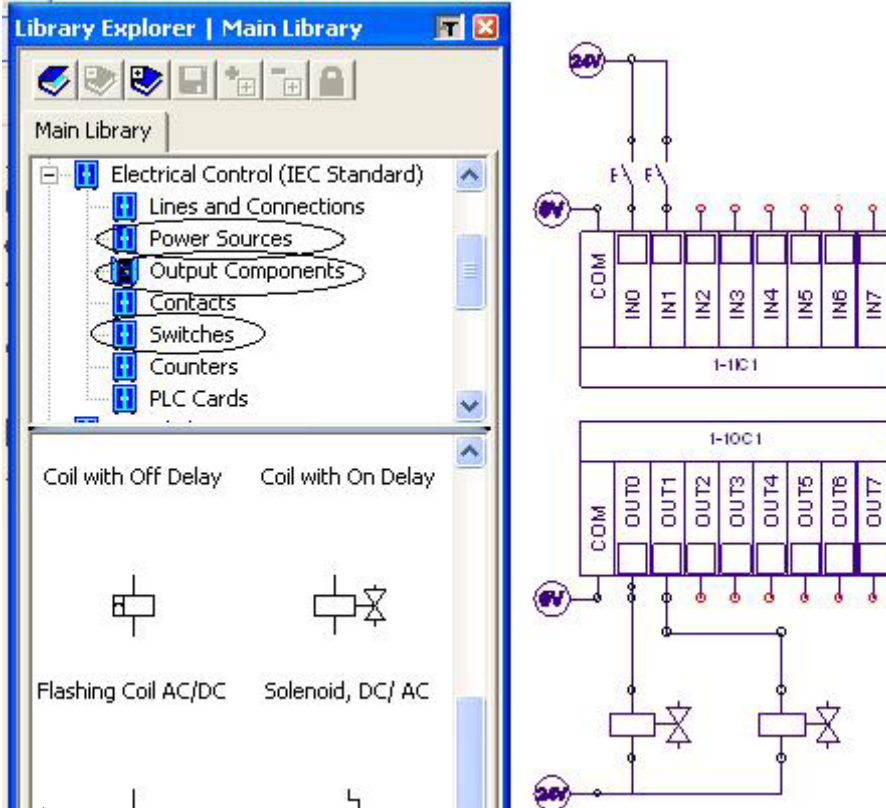 Library Explorer | Main Library
Main Library
Electrical Control (IEC Standard)
Lines and Connections
Power Sources
Output Components
Contacts
Switches
Counters
PLC Cards
Coil with Off Delay Coil with On Delay
Flashing Coil AC/DC Solenoid, DC/ AC
24V
E E
0V
COM IN0 IN1 IN2 IN3 IN4 IN5 IN6 IN7
1-1IC1
1-1OC1
COM OUT0 OUT1 OUT2 OUT3 OUT4 OUT5 OUT6 OUT7
24V